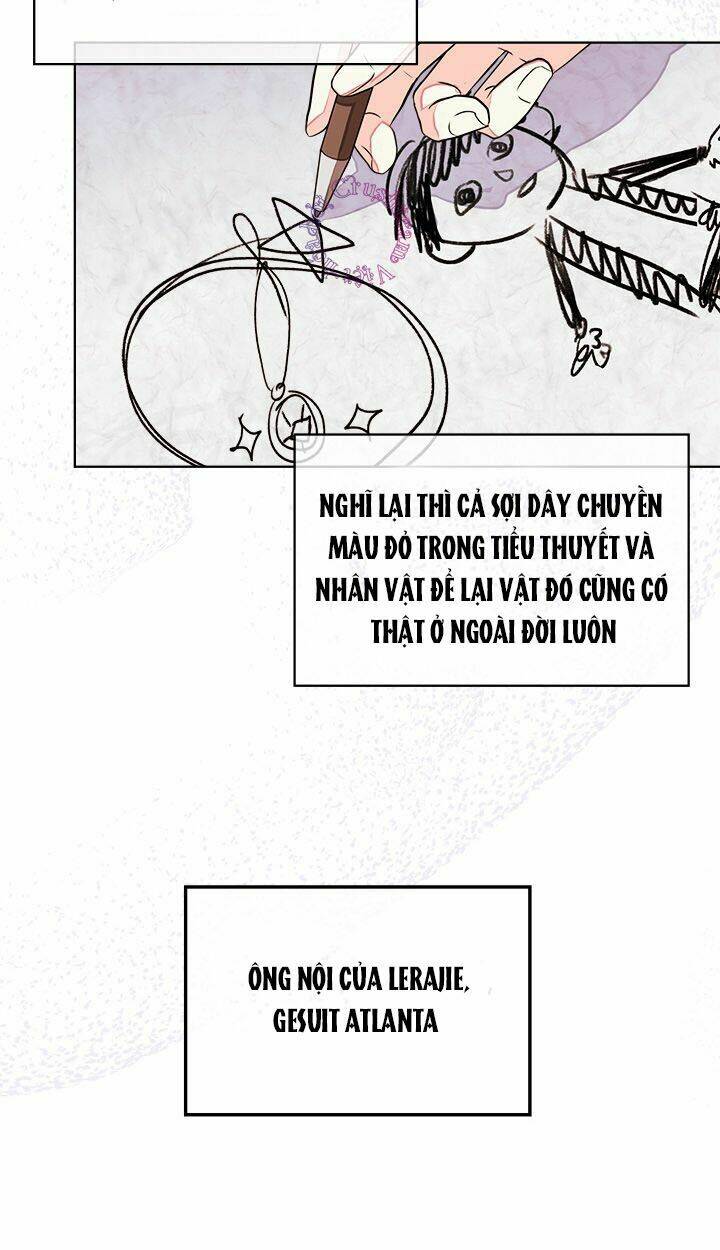 NGHĨ LẠI THÌ CẢ SỢI DÂY CHUYỀN
MÀU ĐỎ TRONG TIỂU THUYẾT VÀ
NHÂN VẬT ĐỂ LẠI VẬT ĐÓ CŨNG CÓ
THẬT Ở NGOÀI ĐỜI LUÔN
ÔNG NỘI CỦA LERAJIE,
GESUIT ATLANTA